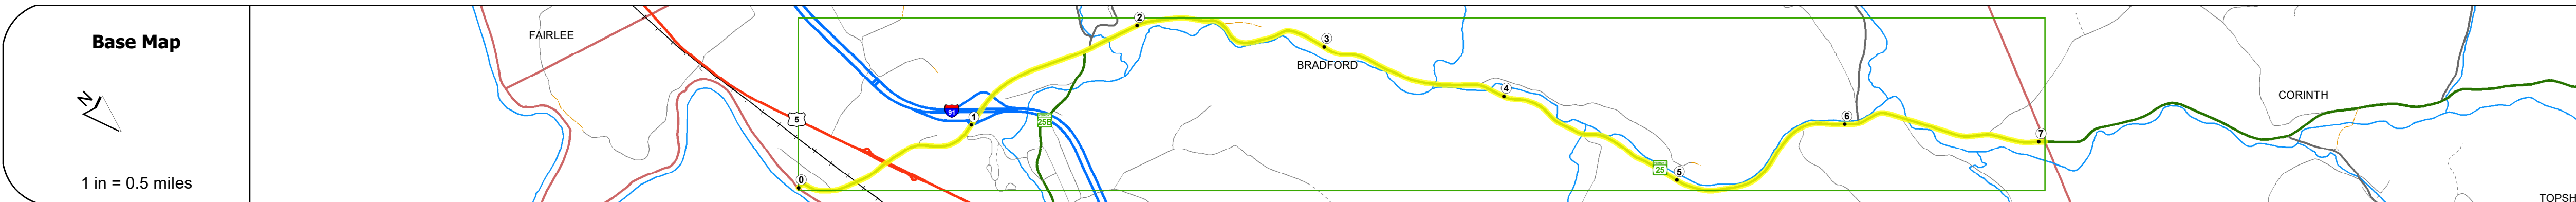 Base Map
N
1 in = 0.5 miles
FAIRLEE
5
91
25B
0
1
2
3
BRADFORD
4
25
5
6
7
CORINTH
TOPSH